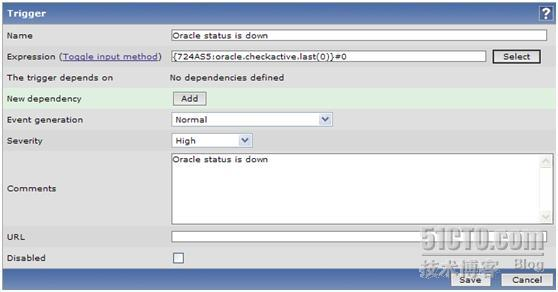 Trigger ?
Name Oracle status is down
Expression (Toggle input method) {724AS5:oracle.checkactive.last(0)}#0 Select
The trigger depends on No dependencies defined
New dependency Add
Event generation Normal
Severity High
Comments Oracle status is down
URL
Disabled
Save Cancel
51CTO.com
技术博客 Blog